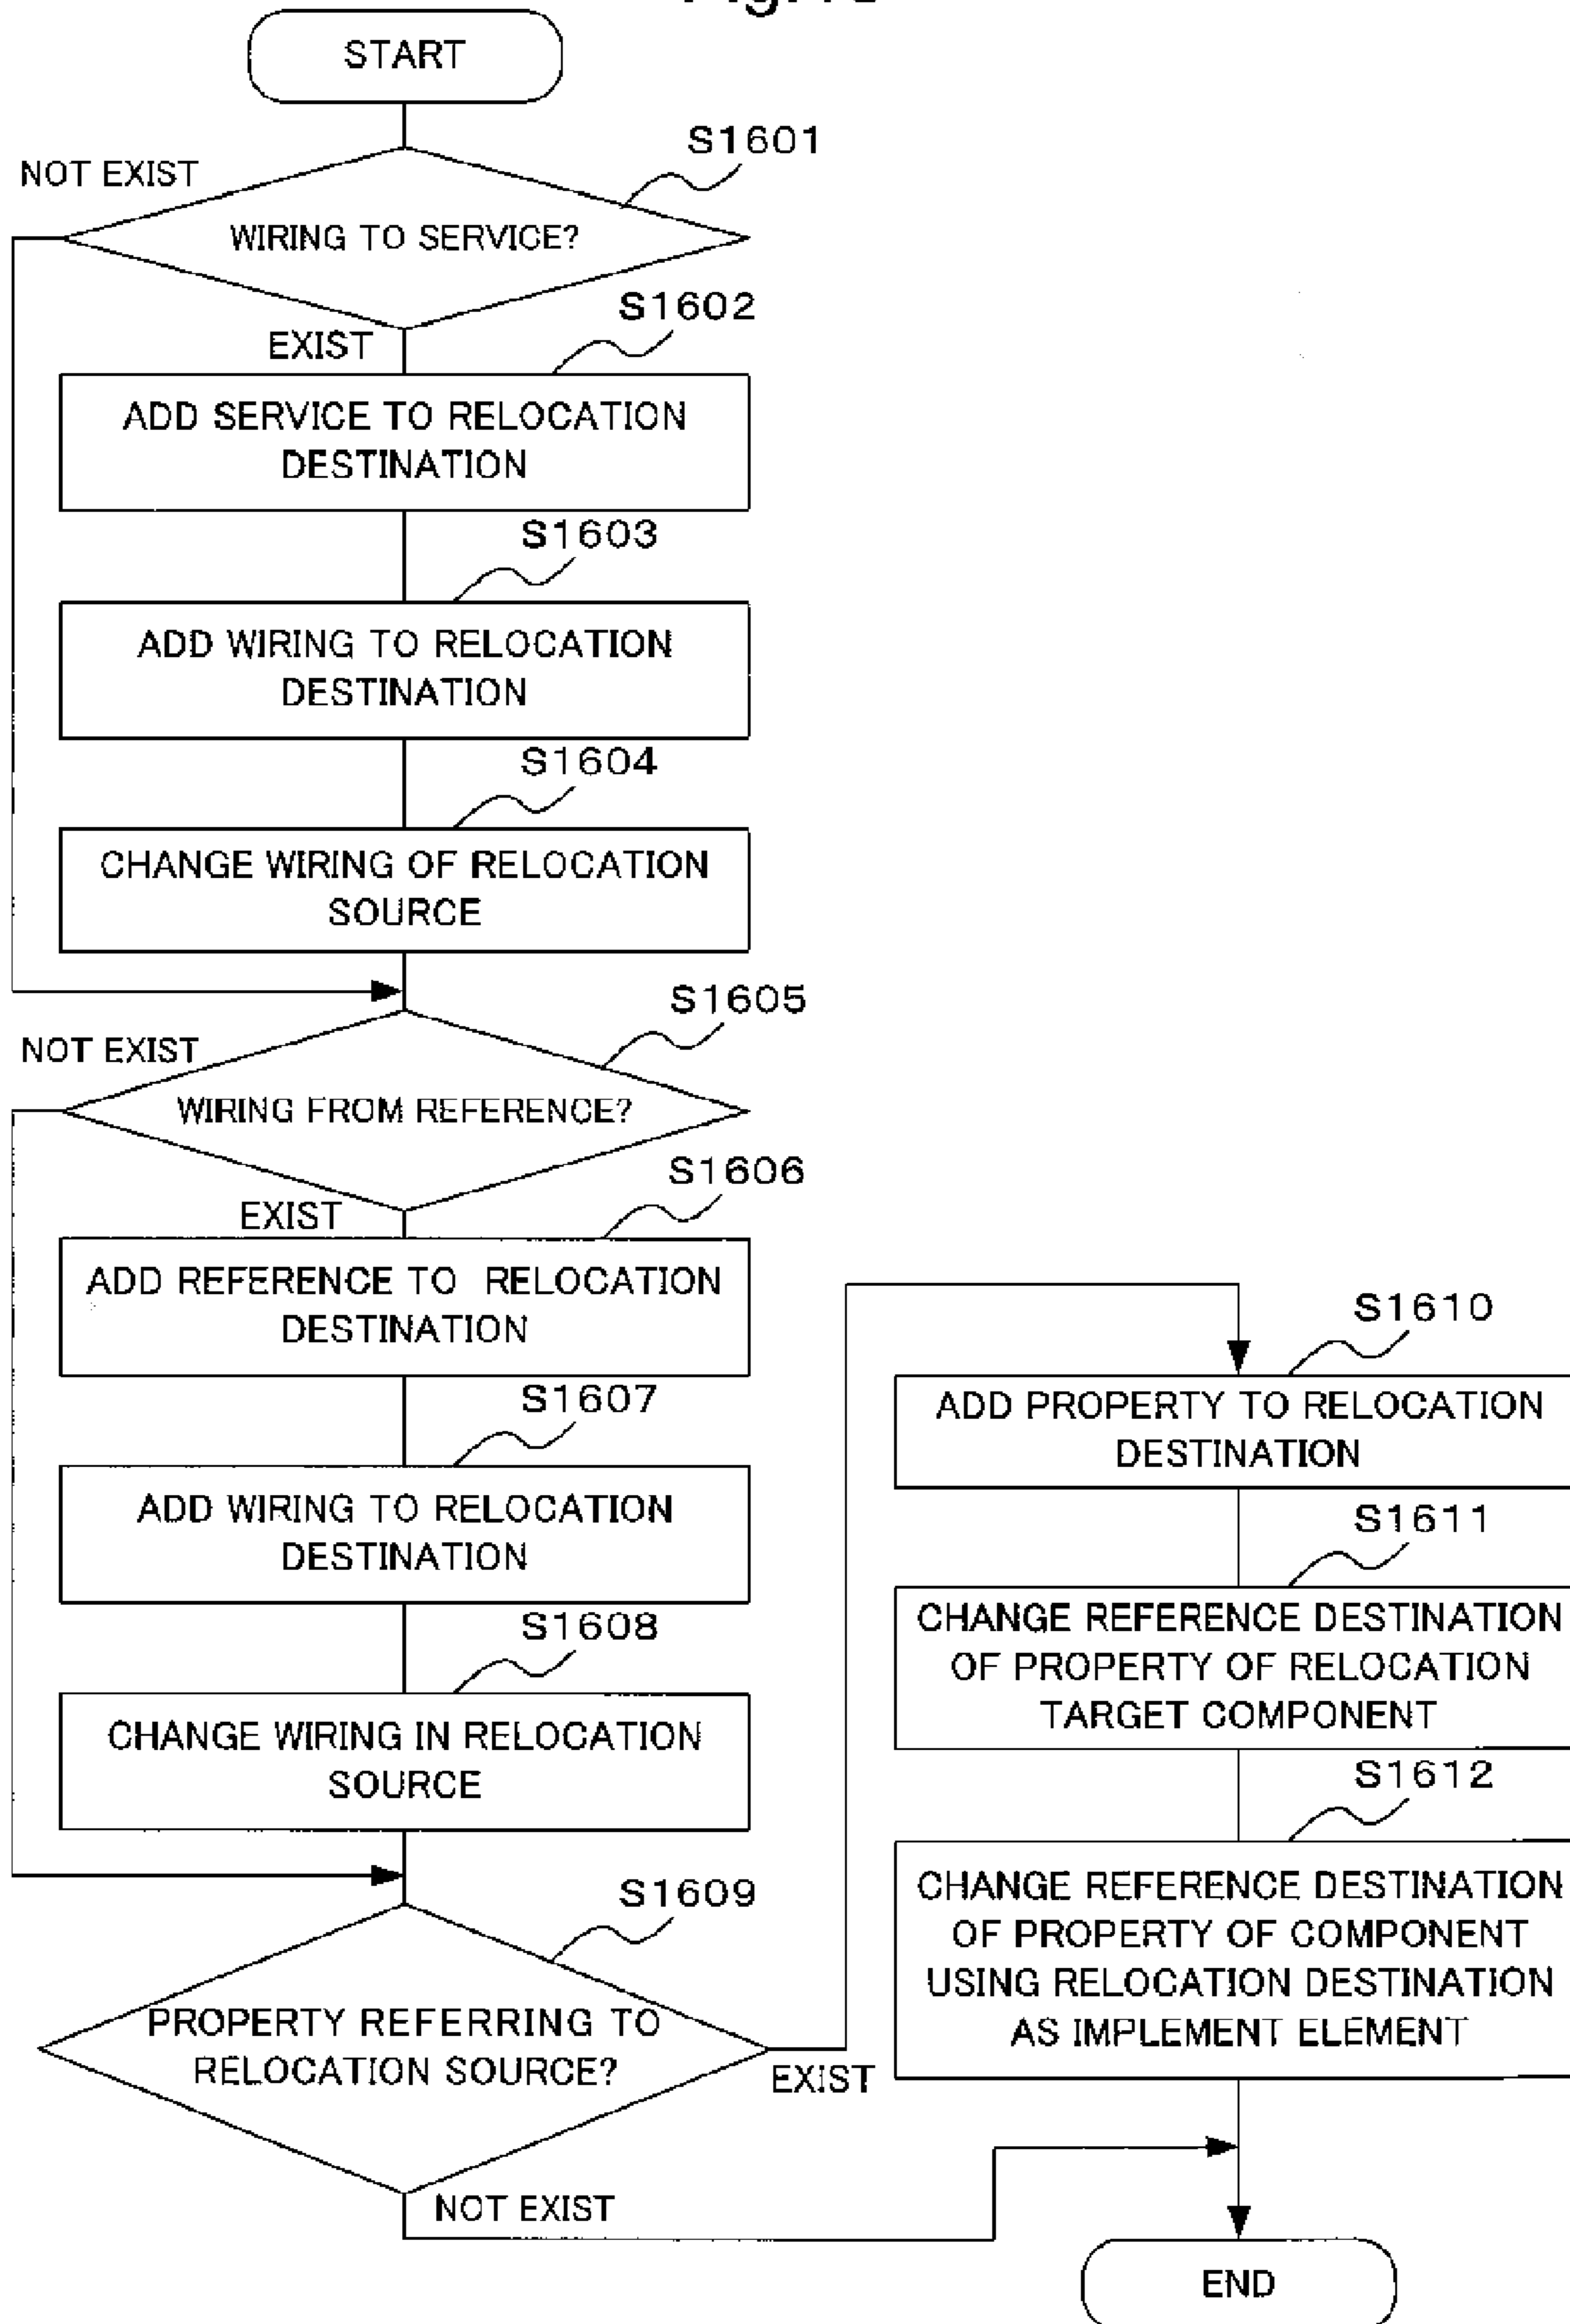 START
S1601
NOT EXIST
WIRING TO SERVICE?
S1602
EXIST
ADD SERVICE TO RELOCATION
DESTINATION
S1603
ADD WIRING TO RELOCATION
DESTINATION
S1604
CHANGE WIRING OF RELOCATION
SOURCE
S1605
NOT EXIST
WIRING FROM REFERENCE?
S1606
EXIST
ADD REFERENCE TO RELOCATION
DESTINATION
S1607
ADD WIRING TO RELOCATION
DESTINATION
S1608
CHANGE WIRING IN RELOCATION
SOURCE
S1609
PROPERTY REFERRING TO
RELOCATION SOURCE?
EXIST
NOT EXIST
S1610
ADD PROPERTY TO RELOCATION
DESTINATION
S1611
CHANGE REFERENCE DESTINATION
OF PROPERTY OF RELOCATION
TARGET COMPONENT
S1612
CHANGE REFERENCE DESTINATION
OF PROPERTY OF COMPONENT
USING RELOCATION DESTINATION
AS IMPLEMENT ELEMENT
END